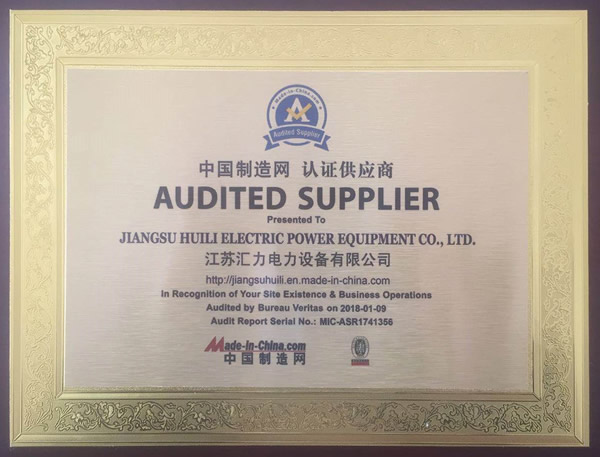 Made-in-China.com
Audited Supplier
中国制造网 认证供应商
AUDITED SUPPLIER
Presented To
JIANGSU HUILI ELECTRIC POWER EQUIPMENT CO., LTD.
江苏汇力电力设备有限公司
http://jiangsuhuili.en.made-in-china.com
In Recognition of Your Site Existence & Business Operations
Audited by Bureau Veritas on 2018-01-09
Audit Report Serial No.: MIC-ASR1741356
Made-in-China.com
中国制造网